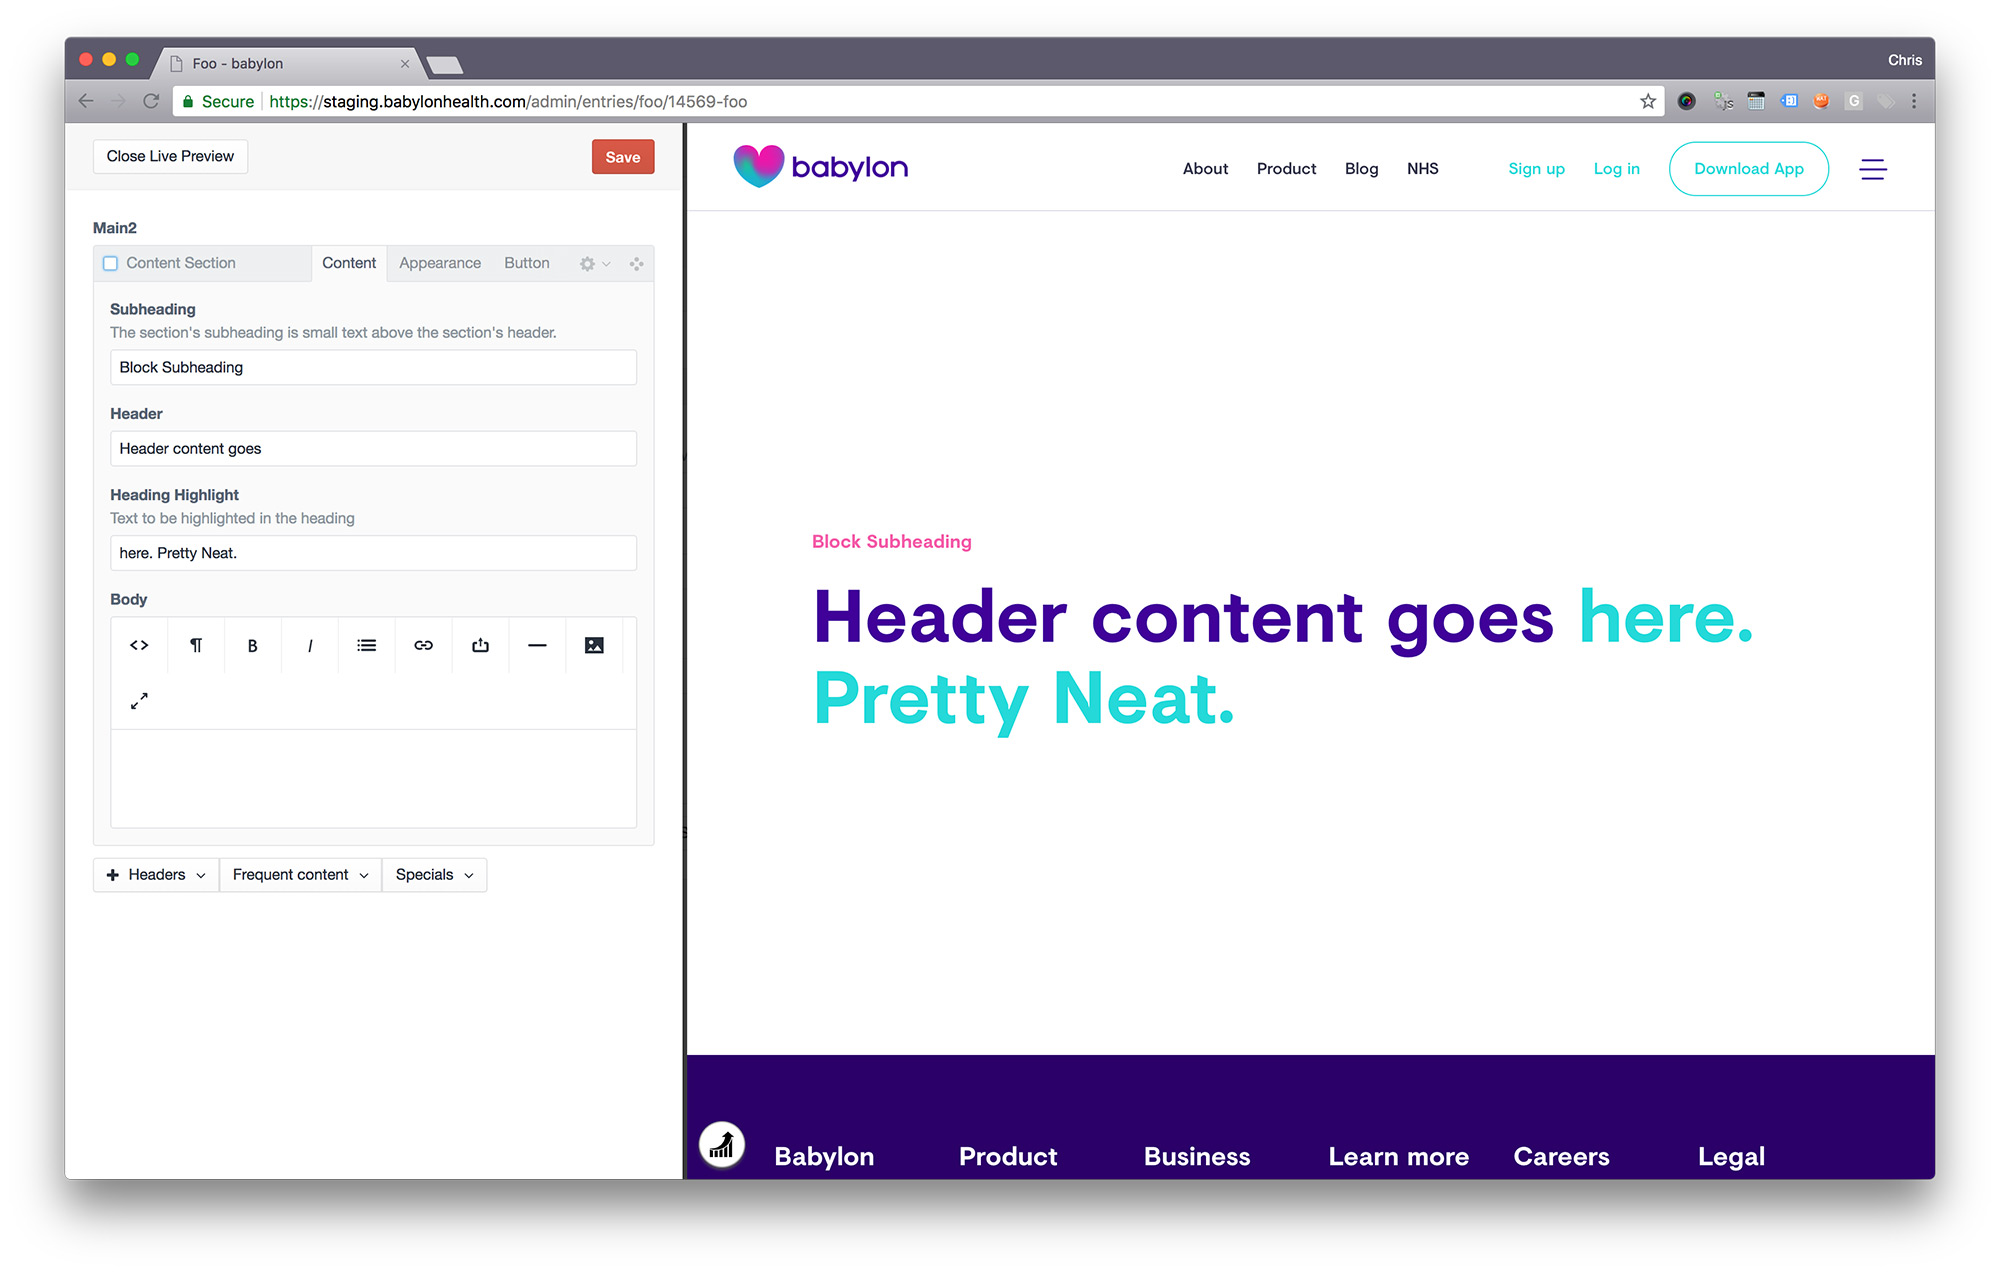 Foo - babylon
Chris
Secure https://staging.babylonhealth.com/admin/entries/foo/14569-foo
Close Live Preview
Save
Main2
Content Section Content Appearance Button
Subheading
The section's subheading is small text above the section's header.
Block Subheading
Header
Header content goes
Heading Highlight
Text to be highlighted in the heading
here. Pretty Neat.
Body
B I
Headers Frequent content Specials
babylon About Product Blog NHS Sign up Log in Download App
Block Subheading
Header content goes here.
Pretty Neat.
Babylon Product Business Learn more Careers Legal